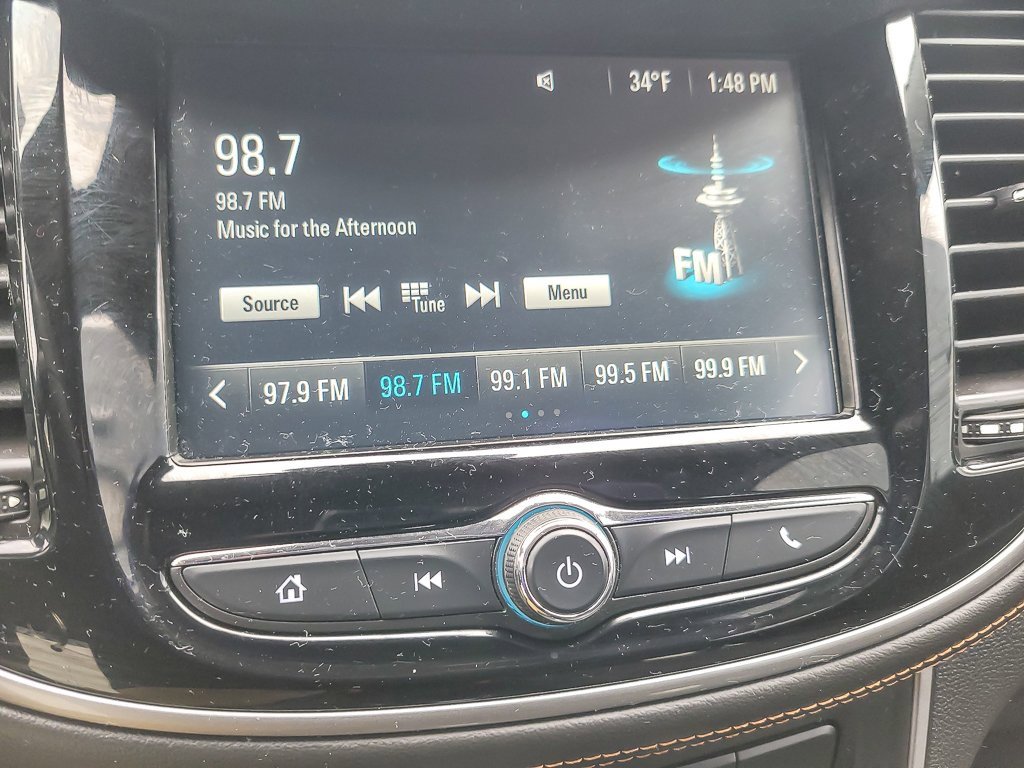 34°F 1:48 PM
98.7
98.7 FM
Music for the Afternoon
FM
Source Tune Menu
97.9 FM 98.7 FM 99.1 FM 99.5 FM 99.9 FM